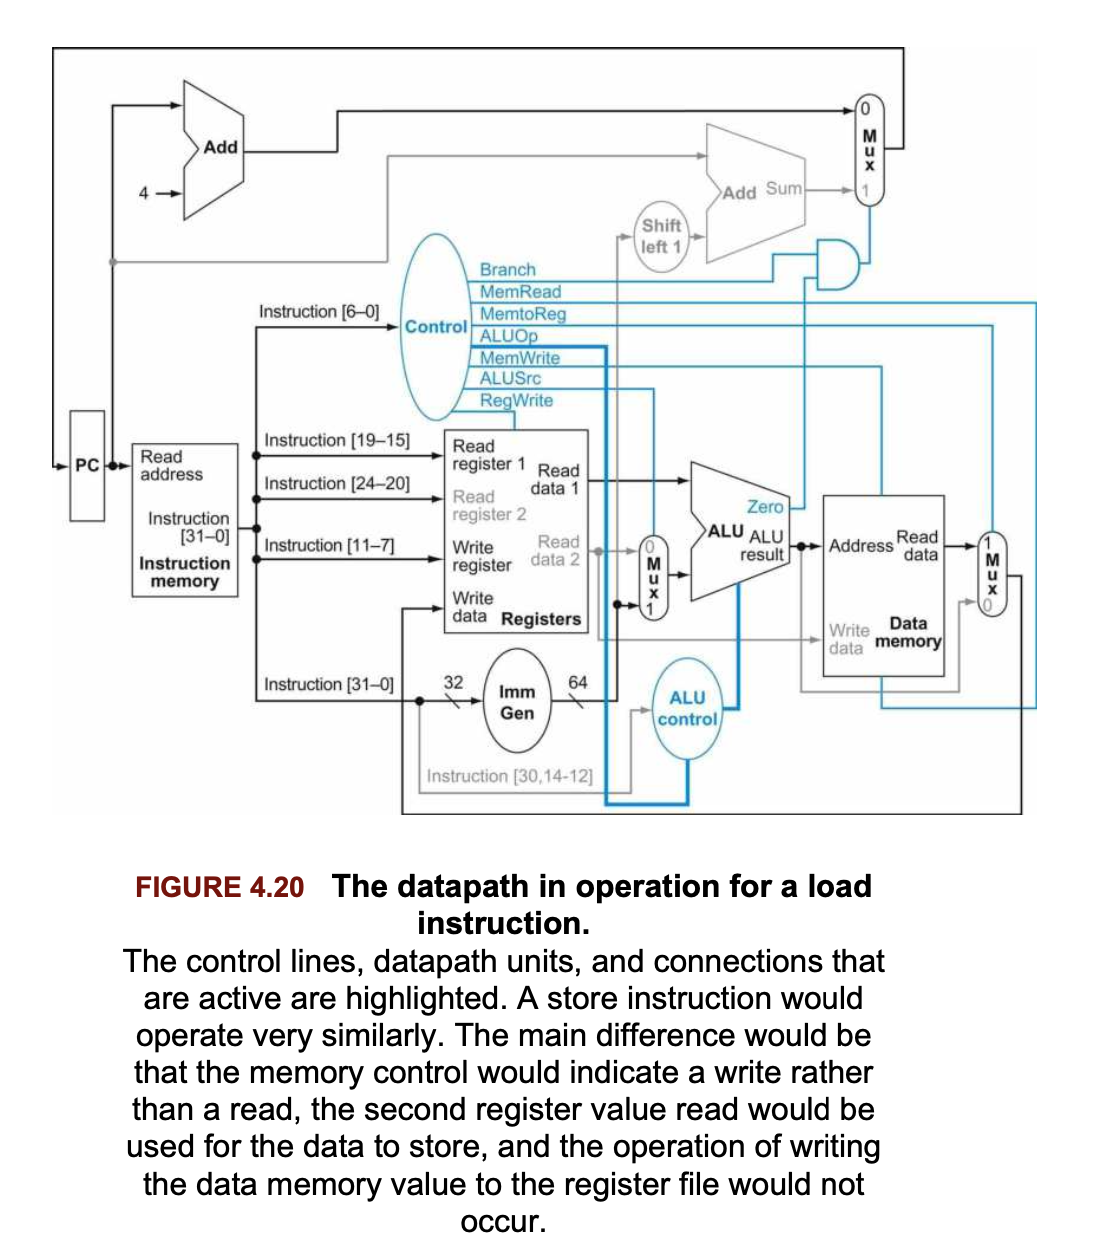 Add
4
0
Mux
1
Add Sum
Shift
left 1
Branch
MemRead
MemtoReg
ALUOp
MemWrite
ALUSrc
RegWrite
Control
Instruction [6–0]
Instruction [19–15]
Instruction [24–20]
Instruction [11–7]
Instruction [31–0]
PC
Read
address
Instruction
[31–0]
Instruction
memory
Read
register 1
Read
data 1
Read
register 2
Write
register
Read
data 2
Write
data
Registers
0
Mux
1
Zero
ALU
ALU
result
Address
Read
data
Write
data
Data
memory
1
Mux
0
32
Imm
Gen
64
ALU
control
Instruction [30,14-12]
FIGURE 4.20 The datapath in operation for a load
instruction.
The control lines, datapath units, and connections that
are active are highlighted. A store instruction would
operate very similarly. The main difference would be
that the memory control would indicate a write rather
than a read, the second register value read would be
used for the data to store, and the operation of writing
the data memory value to the register file would not
occur.